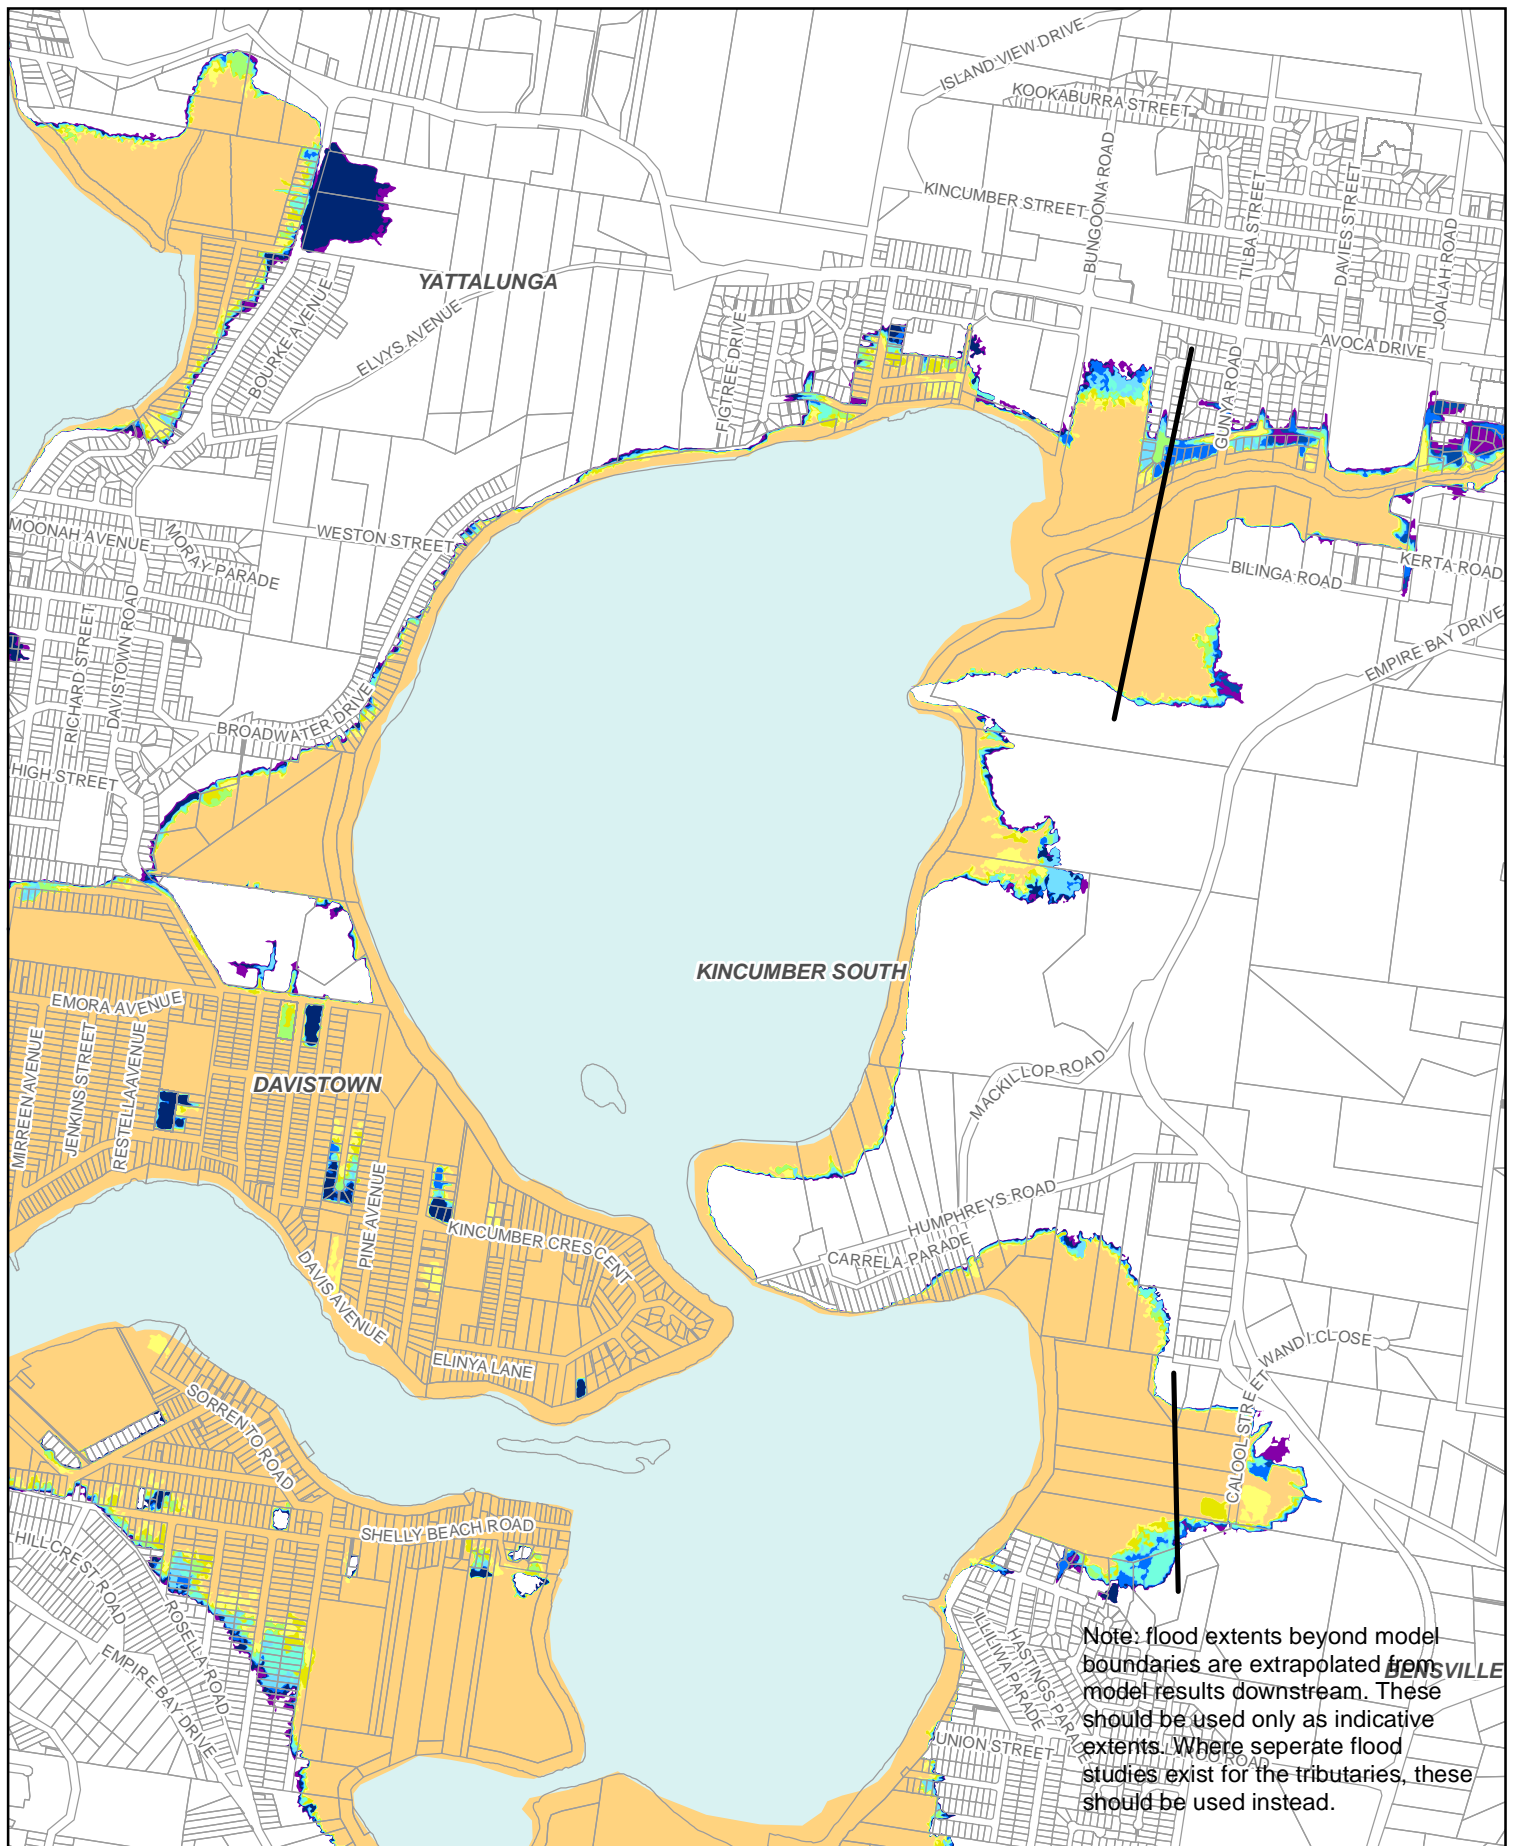 ISLAND VIEW DRIVE
KOOKABURRA STREET
BUNGOONA ROAD
KINCUMBER STREET
TILBA STREET
DAVIES STREET
JOALAH ROAD
YATTALUNGA
BOURKE AVENUE
ELVYS AVENUE
FIGTREE DRIVE
AVOCA DRIVE
GUNYA ROAD
MOONAH AVENUE
MORAY PARADE
WESTON STREET
BILINGA ROAD
KERTA ROAD
EMPIRE BAY DRIVE
RICHARD STREET
DAVISTOWN ROAD
BROADWATER DRIVE
HIGH STREET
KINCUMBER SOUTH
EMORA AVENUE
MIRREEN AVENUE
JENKINS STREET
RESTELLA AVENUE
DAVISTOWN
MACKILLOP ROAD
PINE AVENUE
HUMPHREYS ROAD
KINCUMBER CRESCENT
CARRELA PARADE
DAVIS AVENUE
ELINYA LANE
WANDI CLOSE
CALOOL STREET
SORRENTO ROAD
SHELLY BEACH ROAD
HILLCREST ROAD
ROSELLA ROAD
EMPIRE BAY DRIVE
ILLILIWA PARADE
HASTINGS PARADE
UNION STREET
BENSVILLE
Note: flood extents beyond model
boundaries are extrapolated from
model results downstream. These
should be used only as indicative
extents. Where seperate flood
studies exist for the tributaries, these
should be used instead.